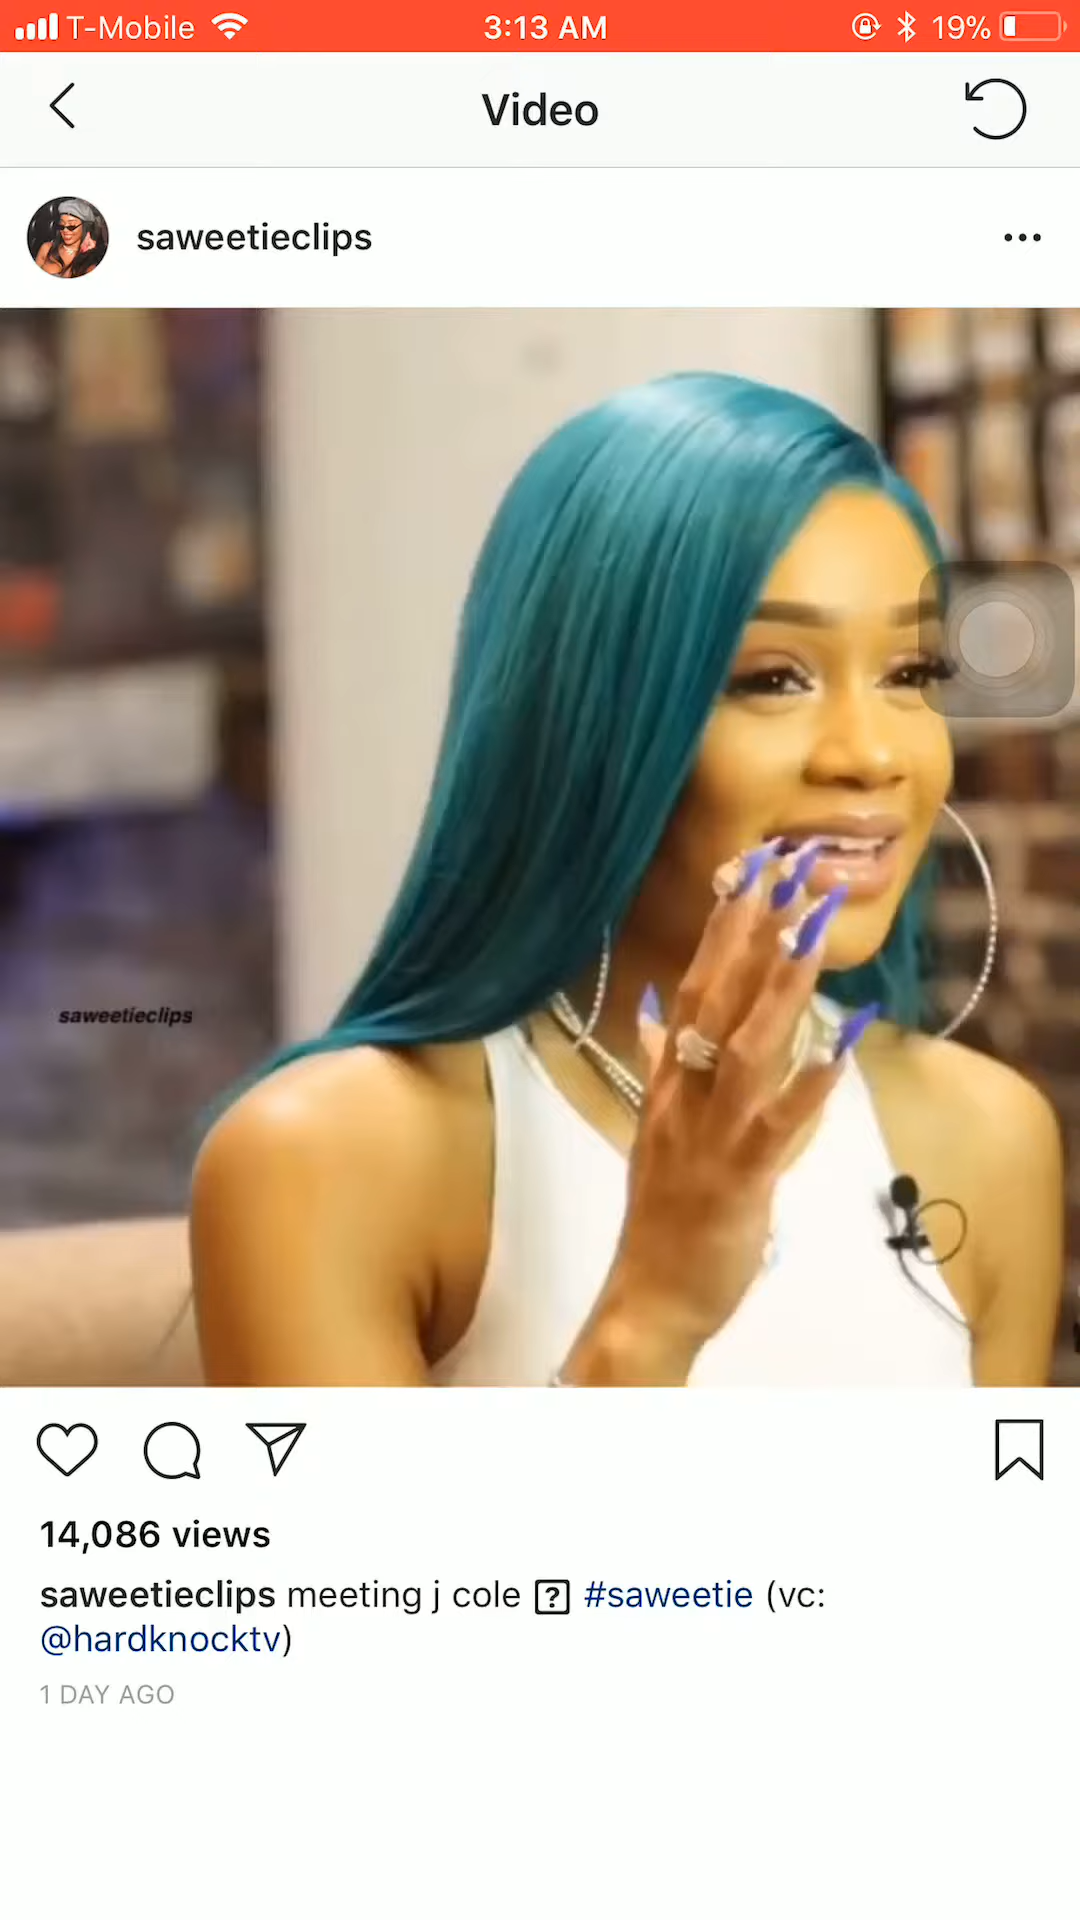 T-Mobile 3:13 AM 19%
Video
saweetieclips
saweetieclips
14,086 views
saweetieclips meeting j cole #saweetie (vc:
@hardknocktv)
1 DAY AGO